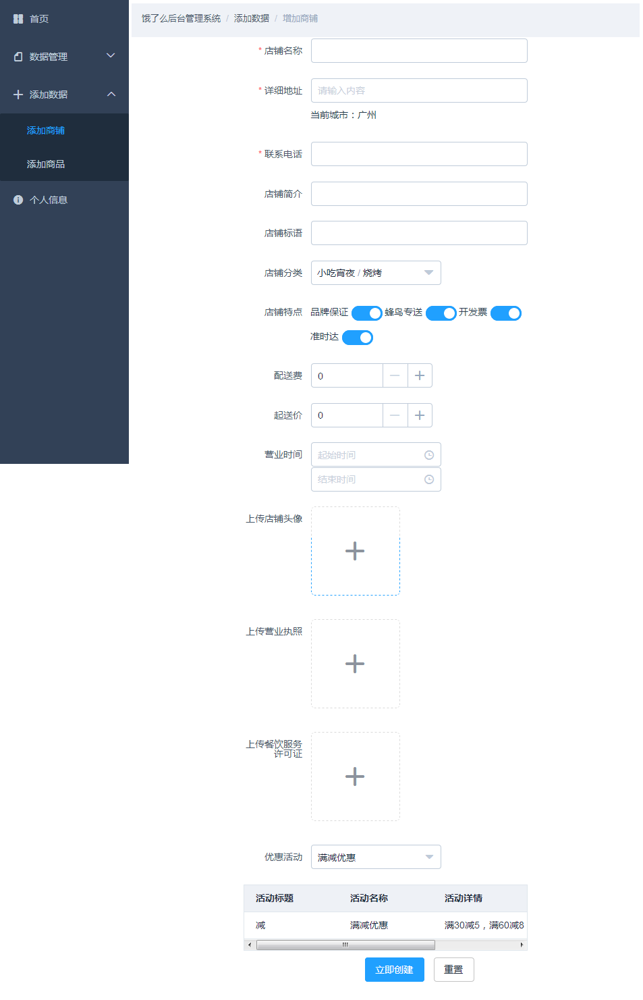 首页
数据管理
添加数据
添加商铺
添加商品
个人信息
饿了么后台管理系统 / 添加数据 / 增加商铺
* 店铺名称
* 详细地址 请输入内容
当前城市：广州
* 联系电话
店铺简介
店铺标语
店铺分类 小吃宵夜 / 烧烤
店铺特点 品牌保证 蜂鸟专送 开发票
准时达
配送费 0
起送价 0
营业时间 起始时间
结束时间
上传店铺头像
上传营业执照
上传餐饮服务
许可证
优惠活动 满减优惠
活动标题 活动名称 活动详情
减 满减优惠 满30减5，满60减8
立即创建 重置